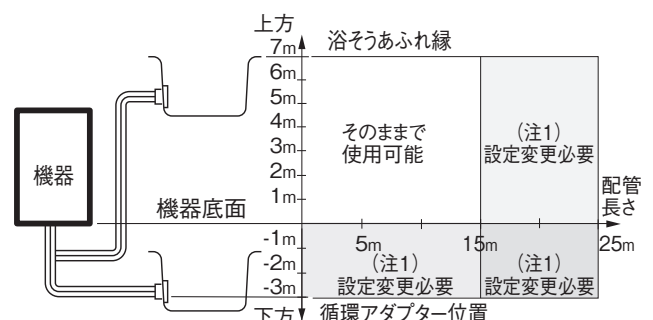 上方
7m
浴そうあふれ縁
6m
5m
4m
3m
2m
1m
そのままで
使用可能
(注1)
設定変更必要
機器
機器底面
配管
長さ
5m
15m
25m
-1m
-2m
-3m
(注1)
設定変更必要
(注1)
設定変更必要
下方
循環アダプター位置